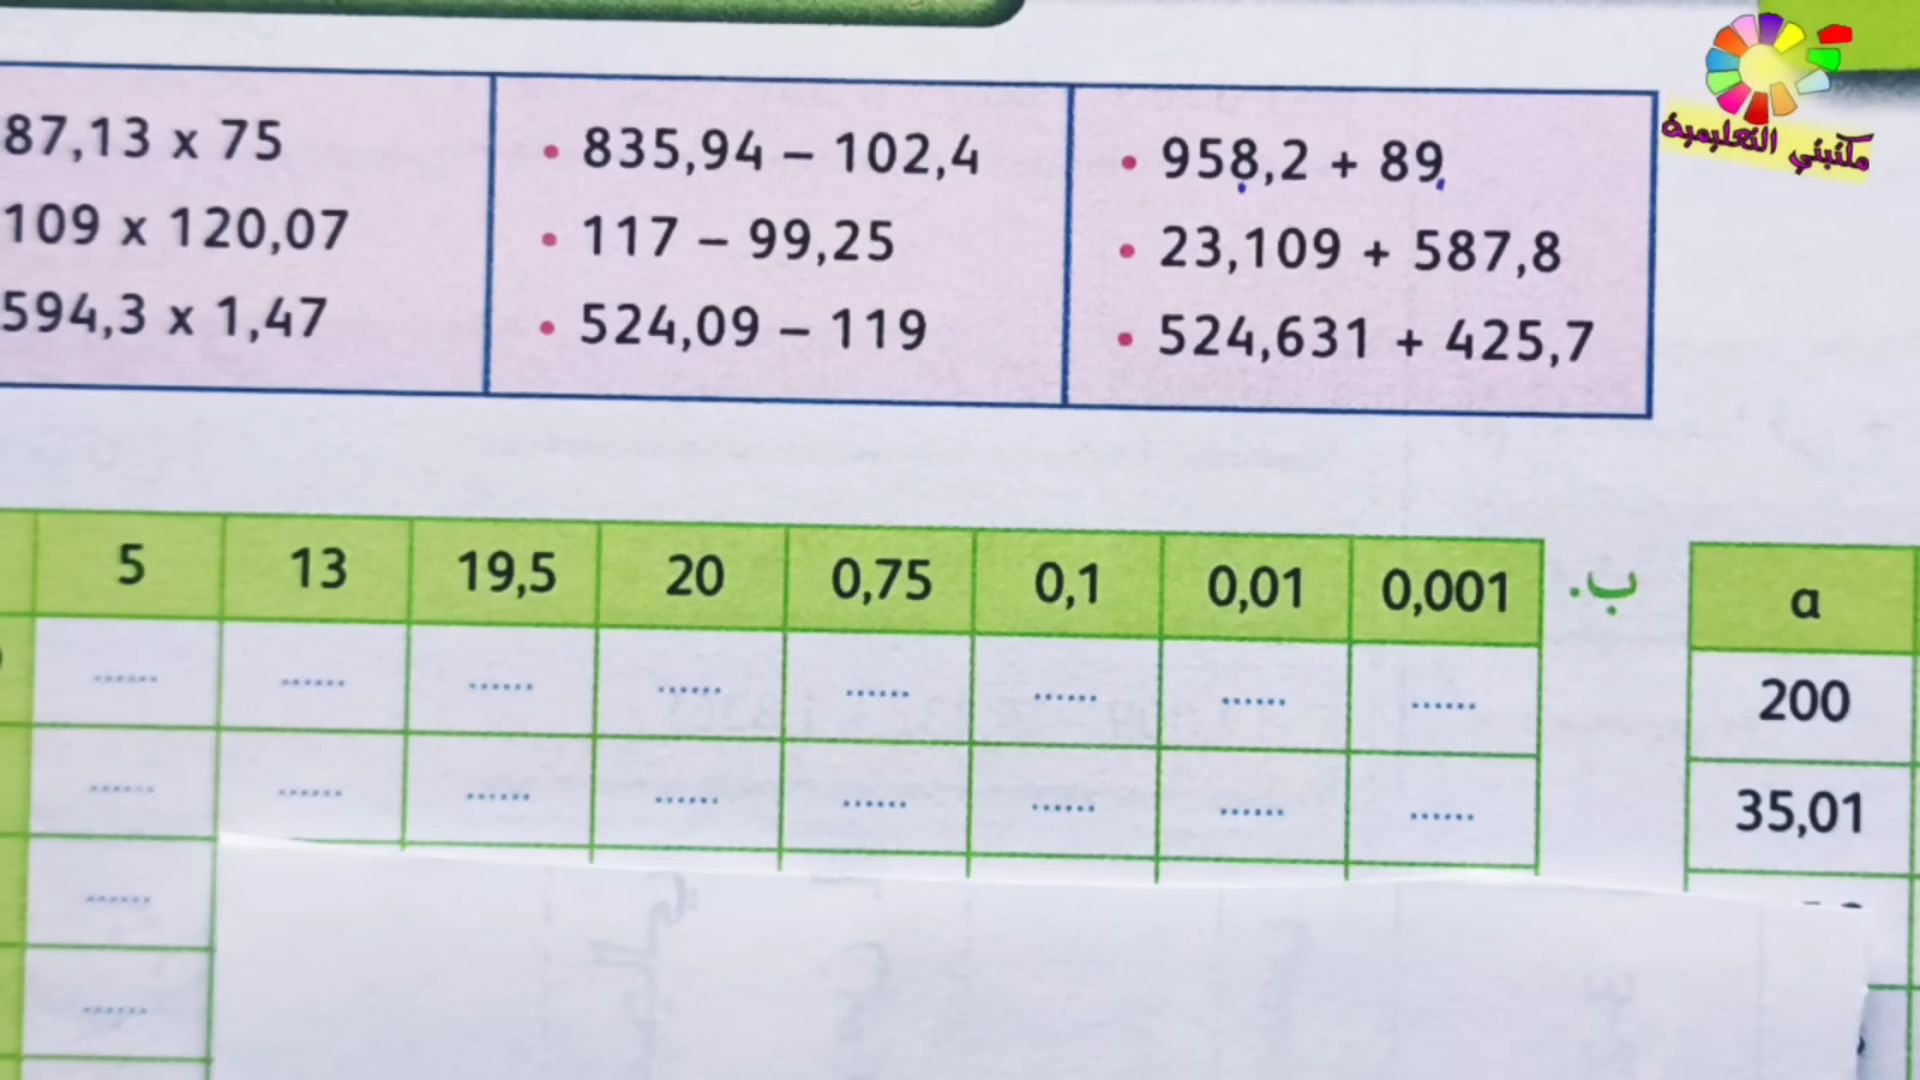 87,13 x 75
109 x 120,07
594,3 x 1,47
• 835,94 – 102,4
• 117 – 99,25
• 524,09 – 119
• 958,2 + 89
• 23,109 + 587,8
• 524,631 + 425,7
مكتبتي التعليمية
5 13 19,5 20 0,75 0,1 0,01 0,001
ب.
a
200
35,01